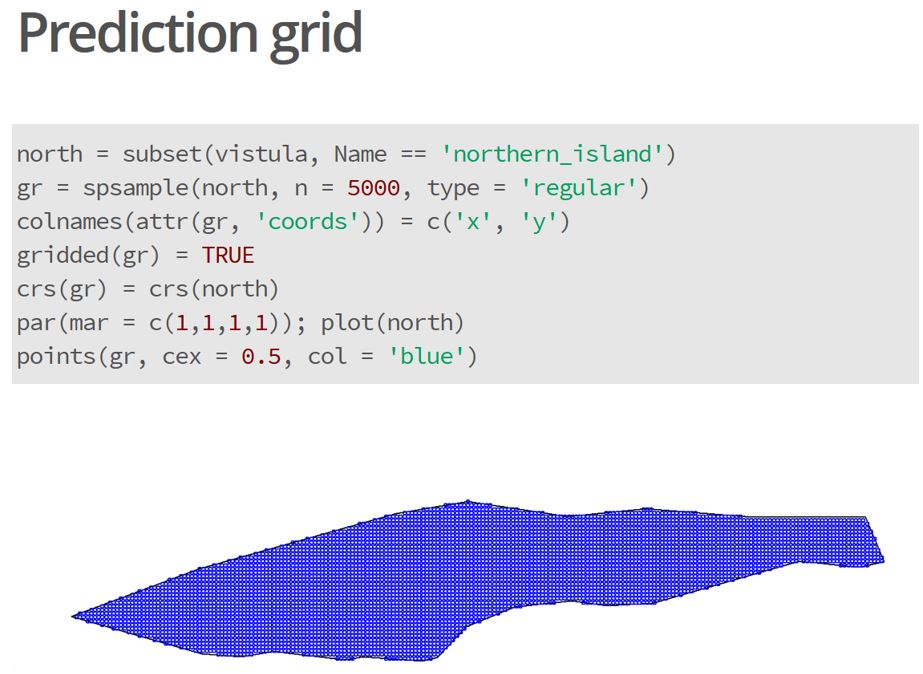 Prediction grid
north = subset(vistula, Name == 'northern_island')
gr = spsample(north, n = 5000, type = 'regular')
colnames(attr(gr, 'coords')) = c('x', 'y')
gridded(gr) = TRUE
crs(gr) = crs(north)
par(mar = c(1,1,1,1)); plot(north)
points(gr, cex = 0.5, col = 'blue')